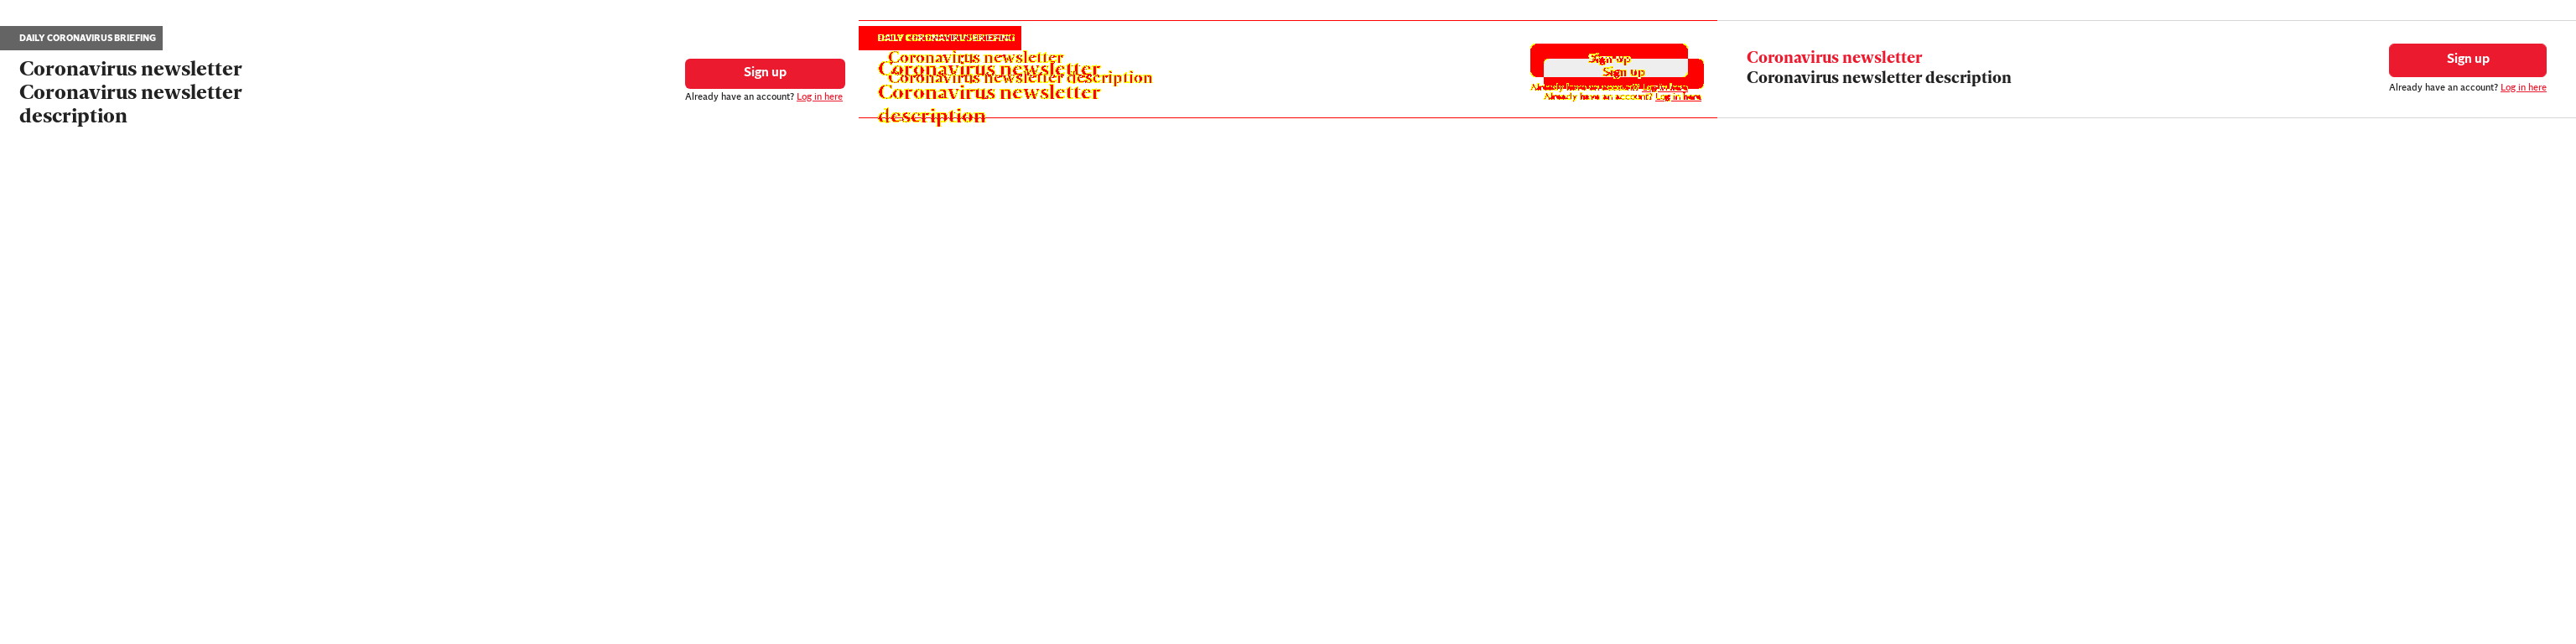 DAILY CORONAVIRUS BRIEFING
Coronavirus newsletter
Coronavirus newsletter
description
Sign up
Already have an account? Log in here
DAILY CORONAVIRUS BRIEFING
Coronavirus newsletter
Coronavirus newsletter
Coronavirus newsletter description
Coronavirus newsletter
description
Sign up
Sign up
Already have an account? Log in here
Already have an account? Log in here
Coronavirus newsletter
Coronavirus newsletter description
Sign up
Already have an account? Log in here